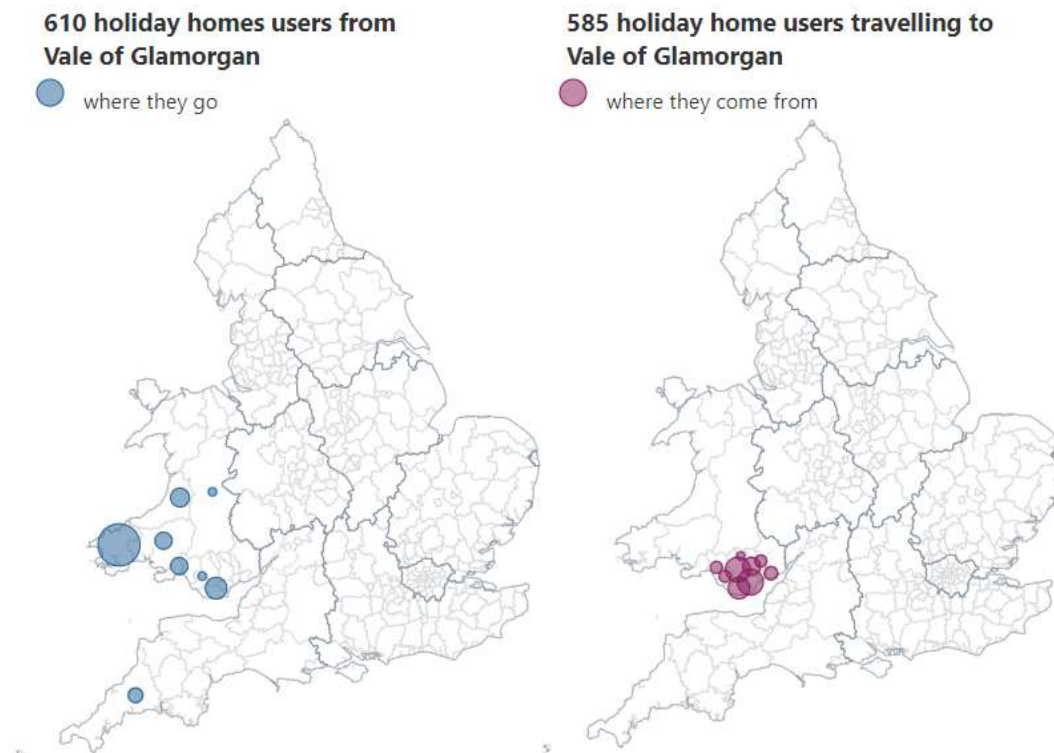 610 holiday homes users from
Vale of Glamorgan
where they go
585 holiday home users travelling to
Vale of Glamorgan
where they come from